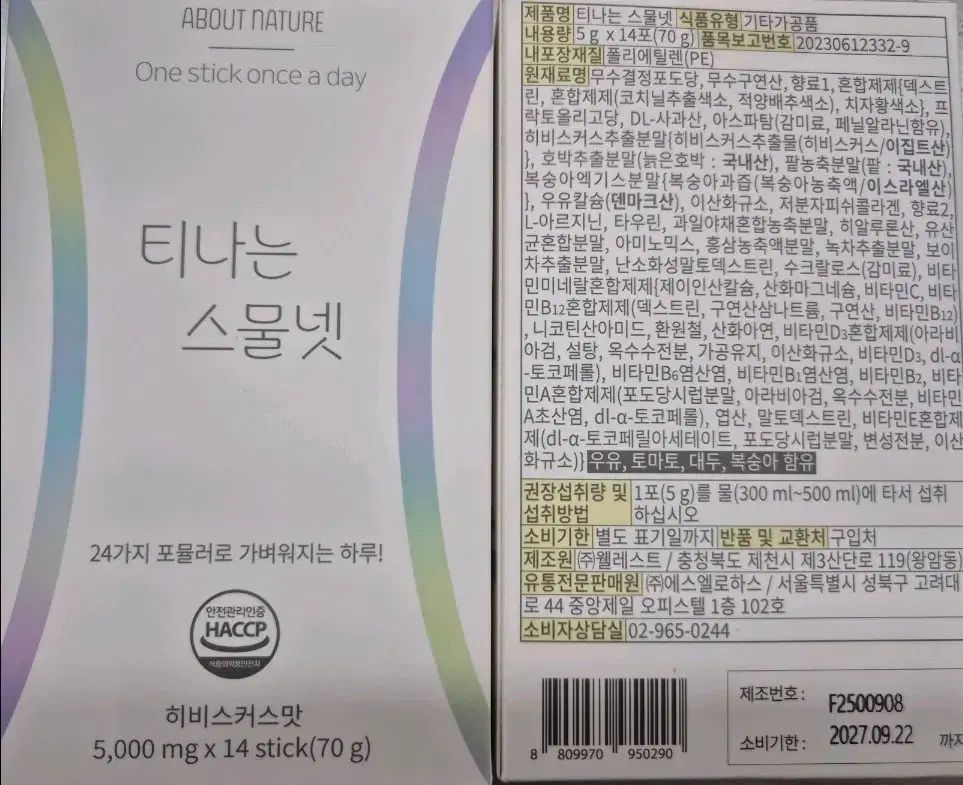 ABOUT NATURE
One stick once a day
티나는
스물넷
24가지 포뮬러로 가벼워지는 하루!
안전관리인증
HACCP
식품의약품안전처
히비스커스맛
5,000 mg x 14 stick(70 g)
제품명 티나는 스물넷 식품유형 기타가공품
내용량 5 g x 14포(70 g) 품목보고번호 20230612332-9
내포장재질 폴리에틸렌(PE)
원재료명 무수결정포도당, 무수구연산, 향료1, 혼합제제{덱스트
린, 혼합제제(코치닐추출색소, 적양배추색소), 치자황색소}, 프
락토올리고당, DL-사과산, 아스파탐(감미료, 페닐알라닌함유),
히비스커스추출분말{히비스커스추출물(히비스커스/이집트산)
}, 호박추출분말(늙은호박 : 국내산), 팥농축분말(팥 : 국내산),
복숭아엑기스분말{복숭아과즙(복숭아농축액/이스라엘산)
}, 우유칼슘(덴마크산), 이산화규소, 저분자피쉬콜라겐, 향료2,
L-아르지닌, 타우린, 과일야채혼합농축분말, 히알루론산, 유산
균혼합분말, 아미노믹스, 홍삼농축액분말, 녹차추출분말, 보이
차추출분말, 난소화성말토덱스트린, 수크랄로스(감미료), 비타
민미네랄혼합제제{제이인산칼슘, 산화마그네슘, 비타민C, 비타
민B12혼합제제(덱스트린, 구연산삼나트륨, 구연산, 비타민B12)
, 니코틴산아미드, 환원철, 산화아연, 비타민D3혼합제제(아라비
아검, 설탕, 옥수수전분, 가공유지, 이산화규소, 비타민D3, dl-α
-토코페롤), 비타민B6염산염, 비타민B1염산염, 비타민B2, 비타
민A혼합제제(포도당시럽분말, 아라비아검, 옥수수전분, 비타민
A초산염, dl-α-토코페롤), 엽산, 말토덱스트린, 비타민E혼합제
제(dl-α-토코페릴아세테이트, 포도당시럽분말, 변성전분, 이산
화규소)} 우유, 토마토, 대두, 복숭아 함유
권장섭취량 및 섭취방법 1포(5 g)를 물(300 ml~500 ml)에 타서 섭취
하십시오
소비기한 별도 표기일까지 반품 및 교환처 구입처
제조원 ㈜웰레스트 / 충청북도 제천시 제3산단로 119(왕암동)
유통전문판매원 ㈜에스엘로하스 / 서울특별시 성북구 고려대
로 44 중앙제일 오피스텔 1층 102호
소비자상담실 02-965-0244
8 809970 950290
제조번호 : F2500908
소비기한 : 2027.09.22 까지